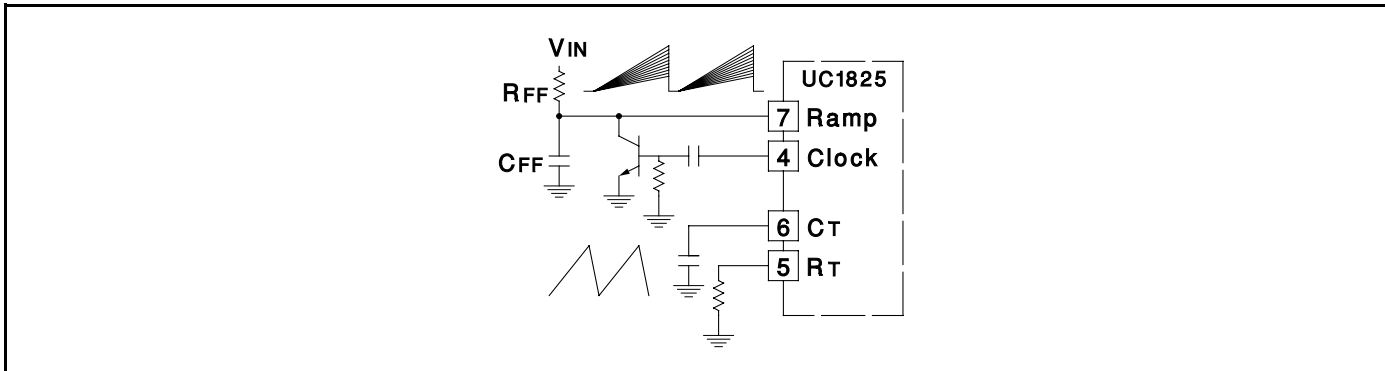 VIN
RFF
UC1825
7 Ramp
CFF
4 Clock
6 CT
5 RT